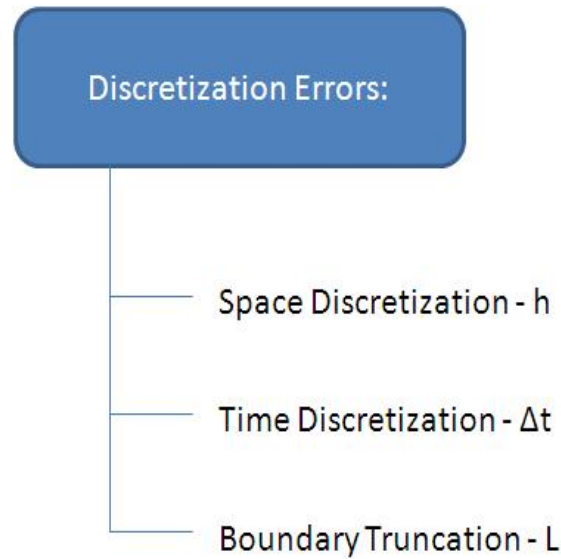 Discretization Errors:
Space Discretization - h
Time Discretization - Δt
Boundary Truncation - L